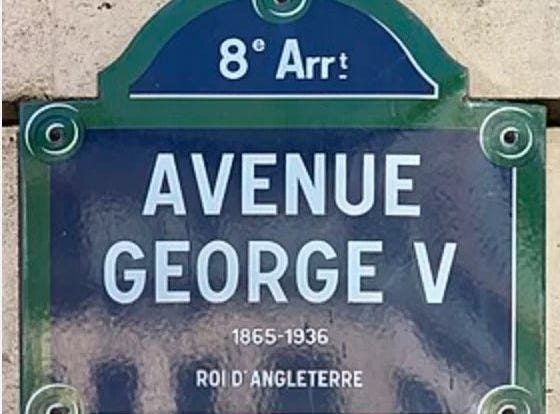 8e Arrt
AVENUE
GEORGE V
1865-1936
ROI D'ANGLETERRE